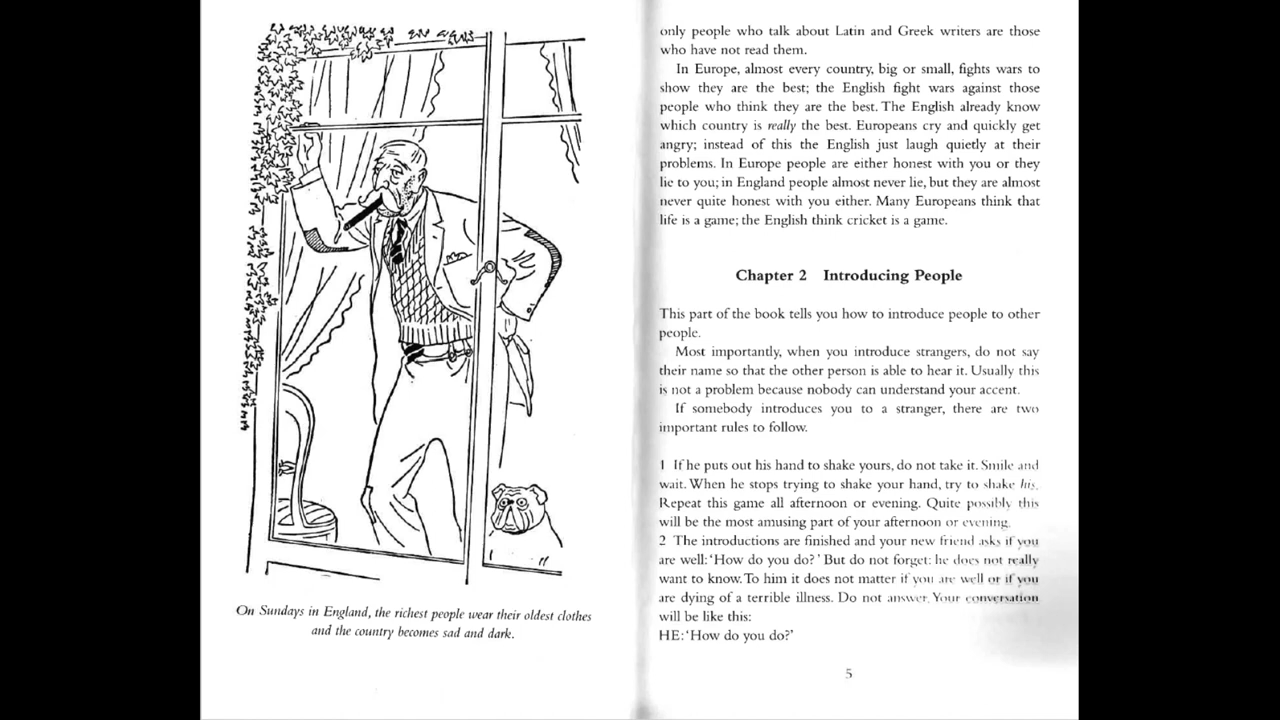 On Sundays in England, the richest people wear their oldest clothes
and the country becomes sad and dark.
only people who talk about Latin and Greek writers are those
who have not read them.
In Europe, almost every country, big or small, fights wars to
show they are the best; the English fight wars against those
people who think they are the best. The English already know
which country is really the best. Europeans cry and quickly get
angry; instead of this the English just laugh quietly at their
problems. In Europe people are either honest with you or they
lie to you; in England people almost never lie, but they are almost
never quite honest with you either. Many Europeans think that
life is a game; the English think cricket is a game.
Chapter 2 Introducing People
This part of the book tells you how to introduce people to other
people.
Most importantly, when you introduce strangers, do not say
their name so that the other person is able to hear it. Usually this
is not a problem because nobody can understand your accent.
If somebody introduces you to a stranger, there are two
important rules to follow.
1 If he puts out his hand to shake yours, do not take it. Smile and
wait. When he stops trying to shake your hand, try to shake his.
Repeat this game all afternoon or evening. Quite possibly this
will be the most amusing part of your afternoon or evening.
2 The introductions are finished and your new friend asks if you
are well: ‘How do you do?’ But do not forget: he does not really
want to know. To him it does not matter if you are well or if you
are dying of a terrible illness. Do not answer. Your conversation
will be like this:
HE: ‘How do you do?’
5